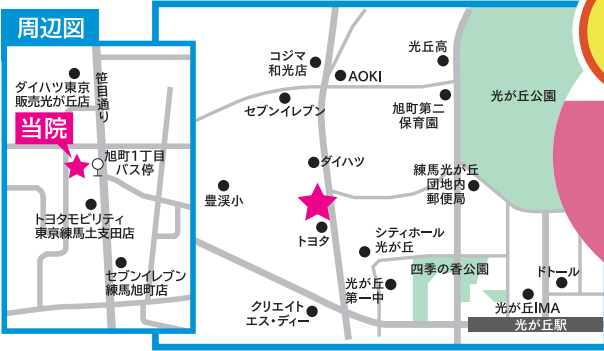 周辺図
ダイハツ東京
販売光が丘店
笹目通り
当院
旭町1丁目
バス停
トヨタモビリティ
東京練馬土支田店
セブンイレブン
練馬旭町店
コジマ
和光店
AOKI
光丘高
セブンイレブン
旭町第二
保育園
光が丘公園
ダイハツ
練馬光が丘
団地内
郵便局
豊渓小
トヨタ
シティホール
光が丘
四季の香公園
光が丘
第一中
ドトール
クリエイト
エス・ディー
光が丘IMA
光が丘駅